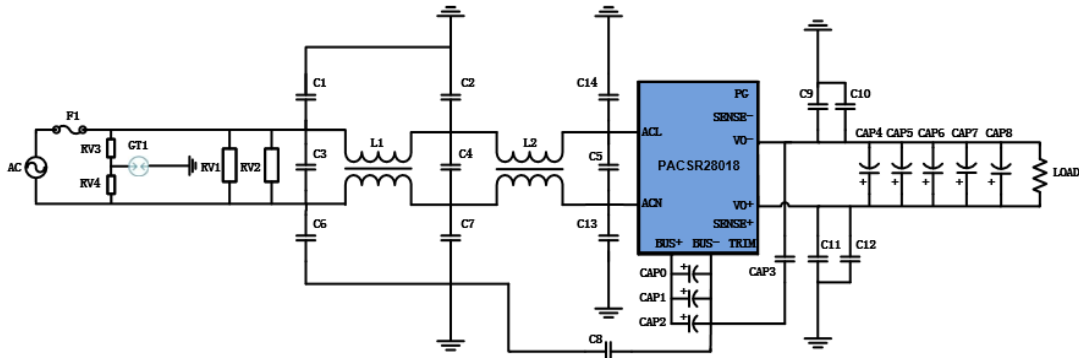 C1
C2
C14
PG
C9
C10
F1
SENSE-
L1
L2
ACL
VO-
CAP4
CAP5
CAP6
CAP7
CAP8
RV3
GT1
AC
RV1
RV2
C3
C4
C5
PACSR28018
LOAD
RV4
+
+
+
+
+
ACN
VO+
C6
C7
C13
SENSE+
BUS+
BUS-
TRIM
C11
C12
CAP3
CAP0
+
CAP1
+
CAP2
+
C8